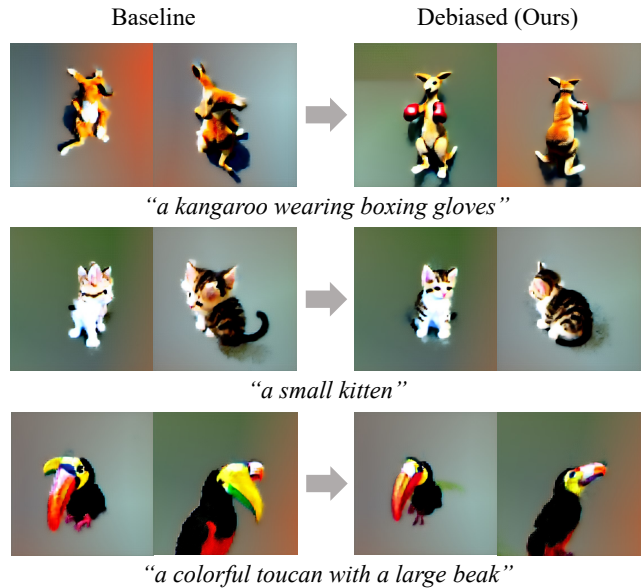 Baseline
Debiased (Ours)
“a kangaroo wearing boxing gloves”
“a small kitten”
“a colorful toucan with a large beak”